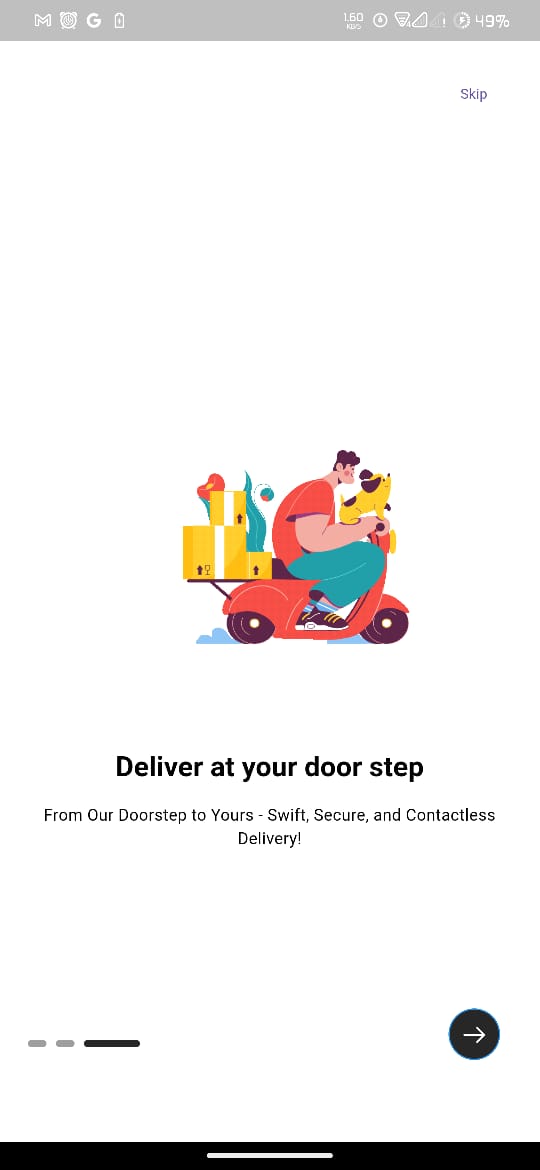 1.60
KB/S
49%
Skip
Deliver at your door step
From Our Doorstep to Yours - Swift, Secure, and Contactless
Delivery!